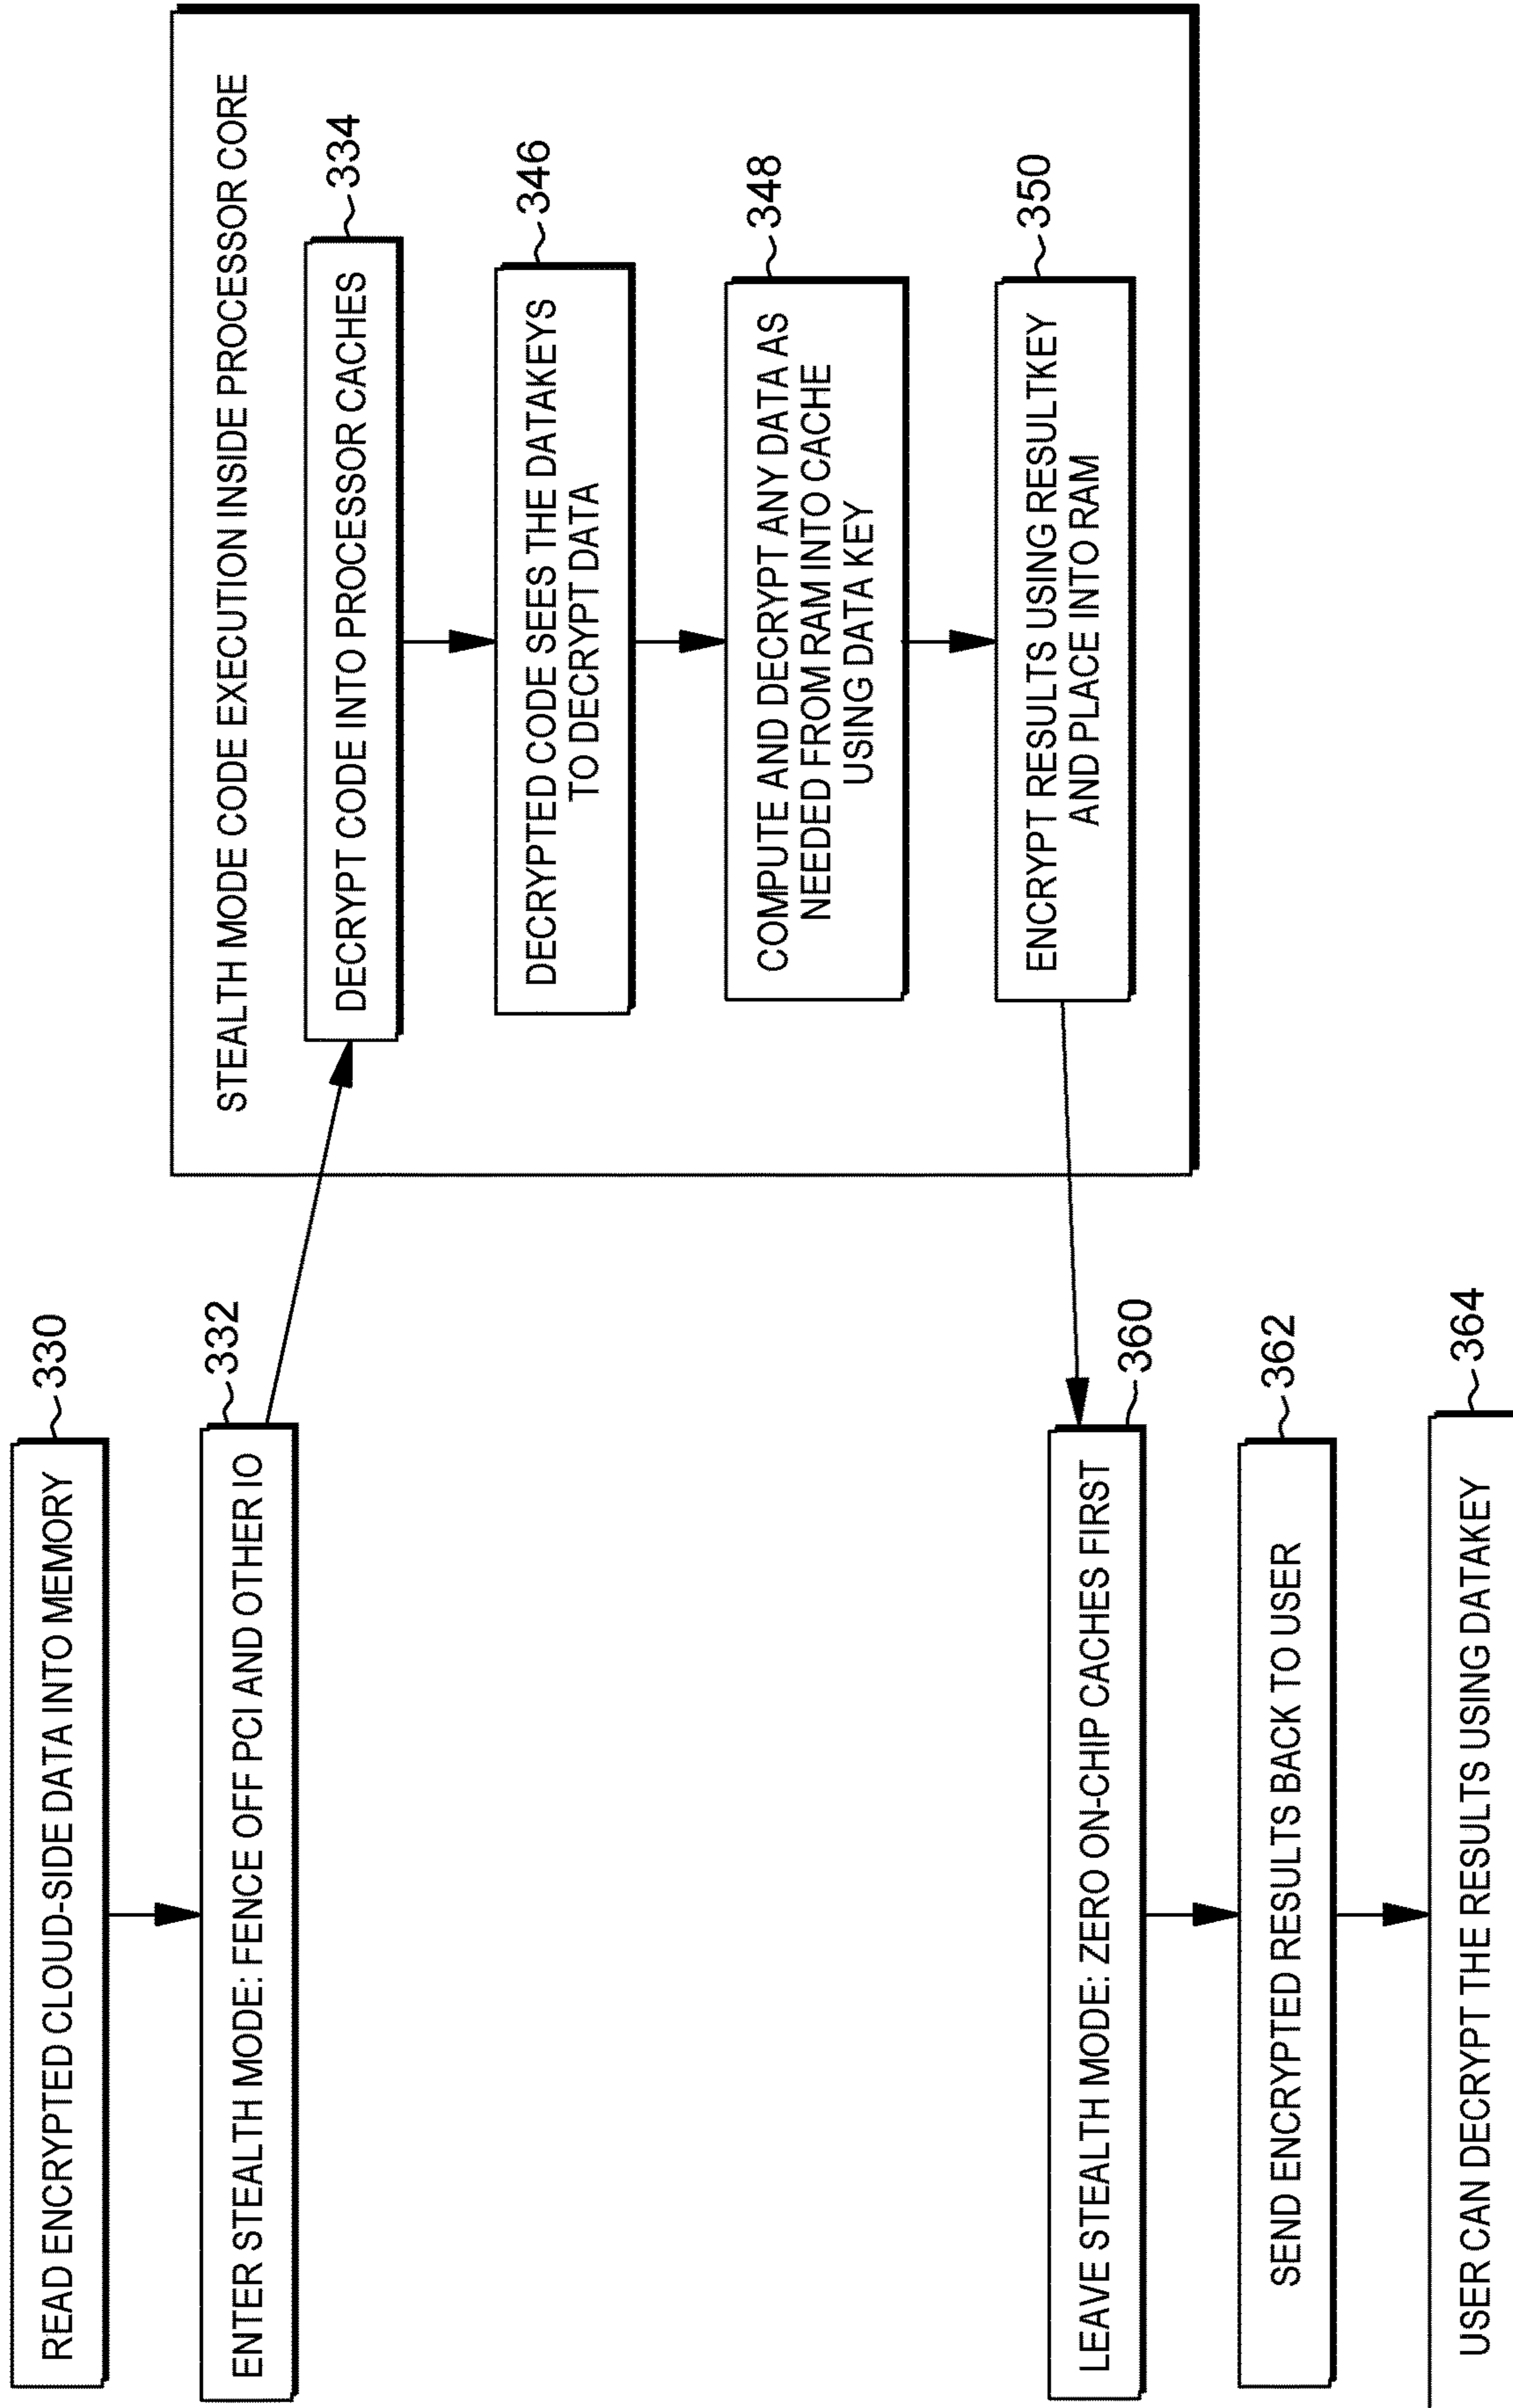 READ ENCRYPTED CLOUD-SIDE DATA INTO MEMORY
330
ENTER STEALTH MODE: FENCE OFF PCI AND OTHER IO
332
STEALTH MODE CODE EXECUTION INSIDE PROCESSOR CORE
DECRYPT CODE INTO PROCESSOR CACHES
334
DECRYPTED CODE SEES THE DATAKEYS
TO DECRYPT DATA
346
COMPUTE AND DECRYPT ANY DATA AS
NEEDED FROM RAM INTO CACHE
USING DATA KEY
348
ENCRYPT RESULTS USING RESULTKEY
AND PLACE INTO RAM
350
LEAVE STEALTH MODE: ZERO ON-CHIP CACHES FIRST
360
SEND ENCRYPTED RESULTS BACK TO USER
362
USER CAN DECRYPT THE RESULTS USING DATAKEY
364